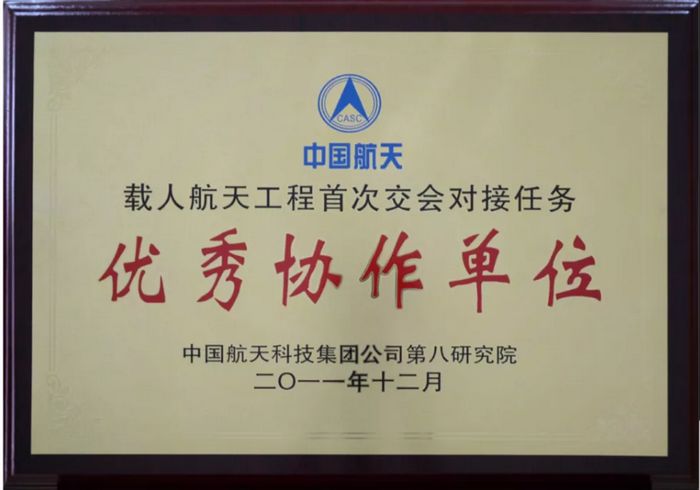 CASC
中国航天
载人航天工程首次交会对接任务
优秀协作单位
中国航天科技集团公司第八研究院
二〇一一年十二月